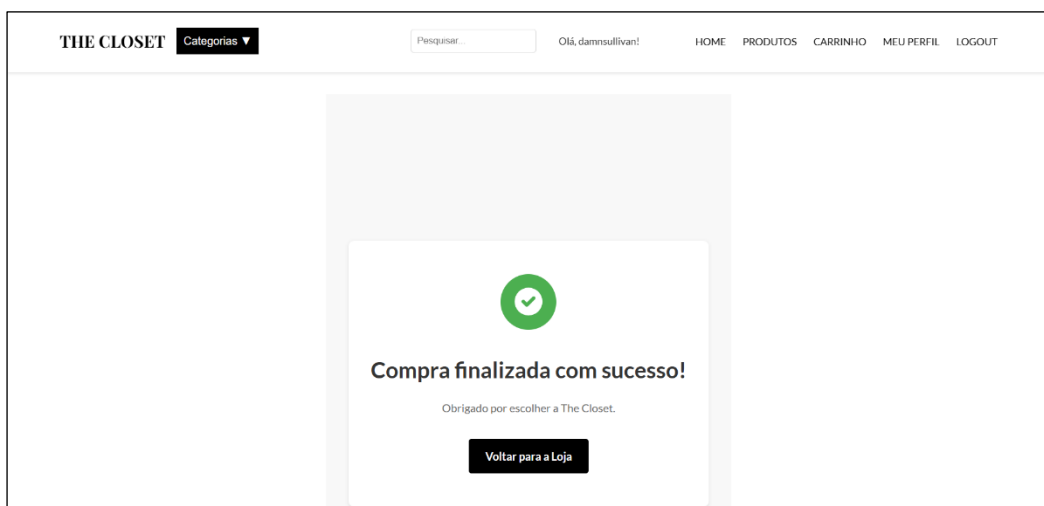 THE CLOSET
Categorias ▼
Pesquisar...
Olá, damnsullivan!
HOME PRODUTOS CARRINHO MEU PERFIL LOGOUT
Compra finalizada com sucesso!
Obrigado por escolher a The Closet.
Voltar para a Loja